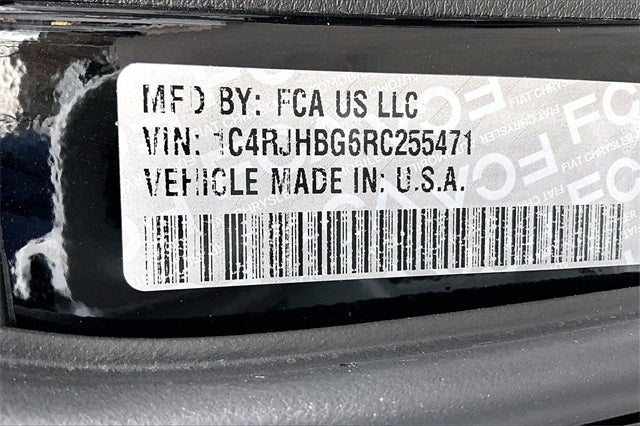 MFD BY: FCA US LLC
VIN: 1C4RJHBG6RC255471
VEHICLE MADE IN: U.S.A.